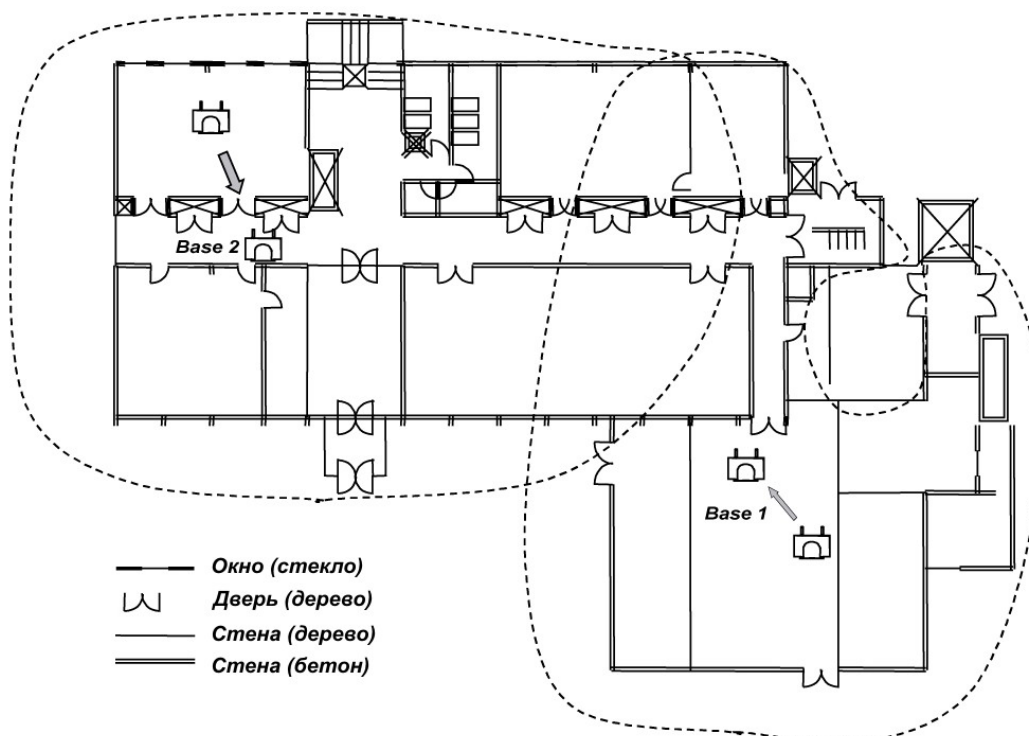 Base 2
Base 1
Окно (стекло)
Дверь (дерево)
Стена (дерево)
Стена (бетон)